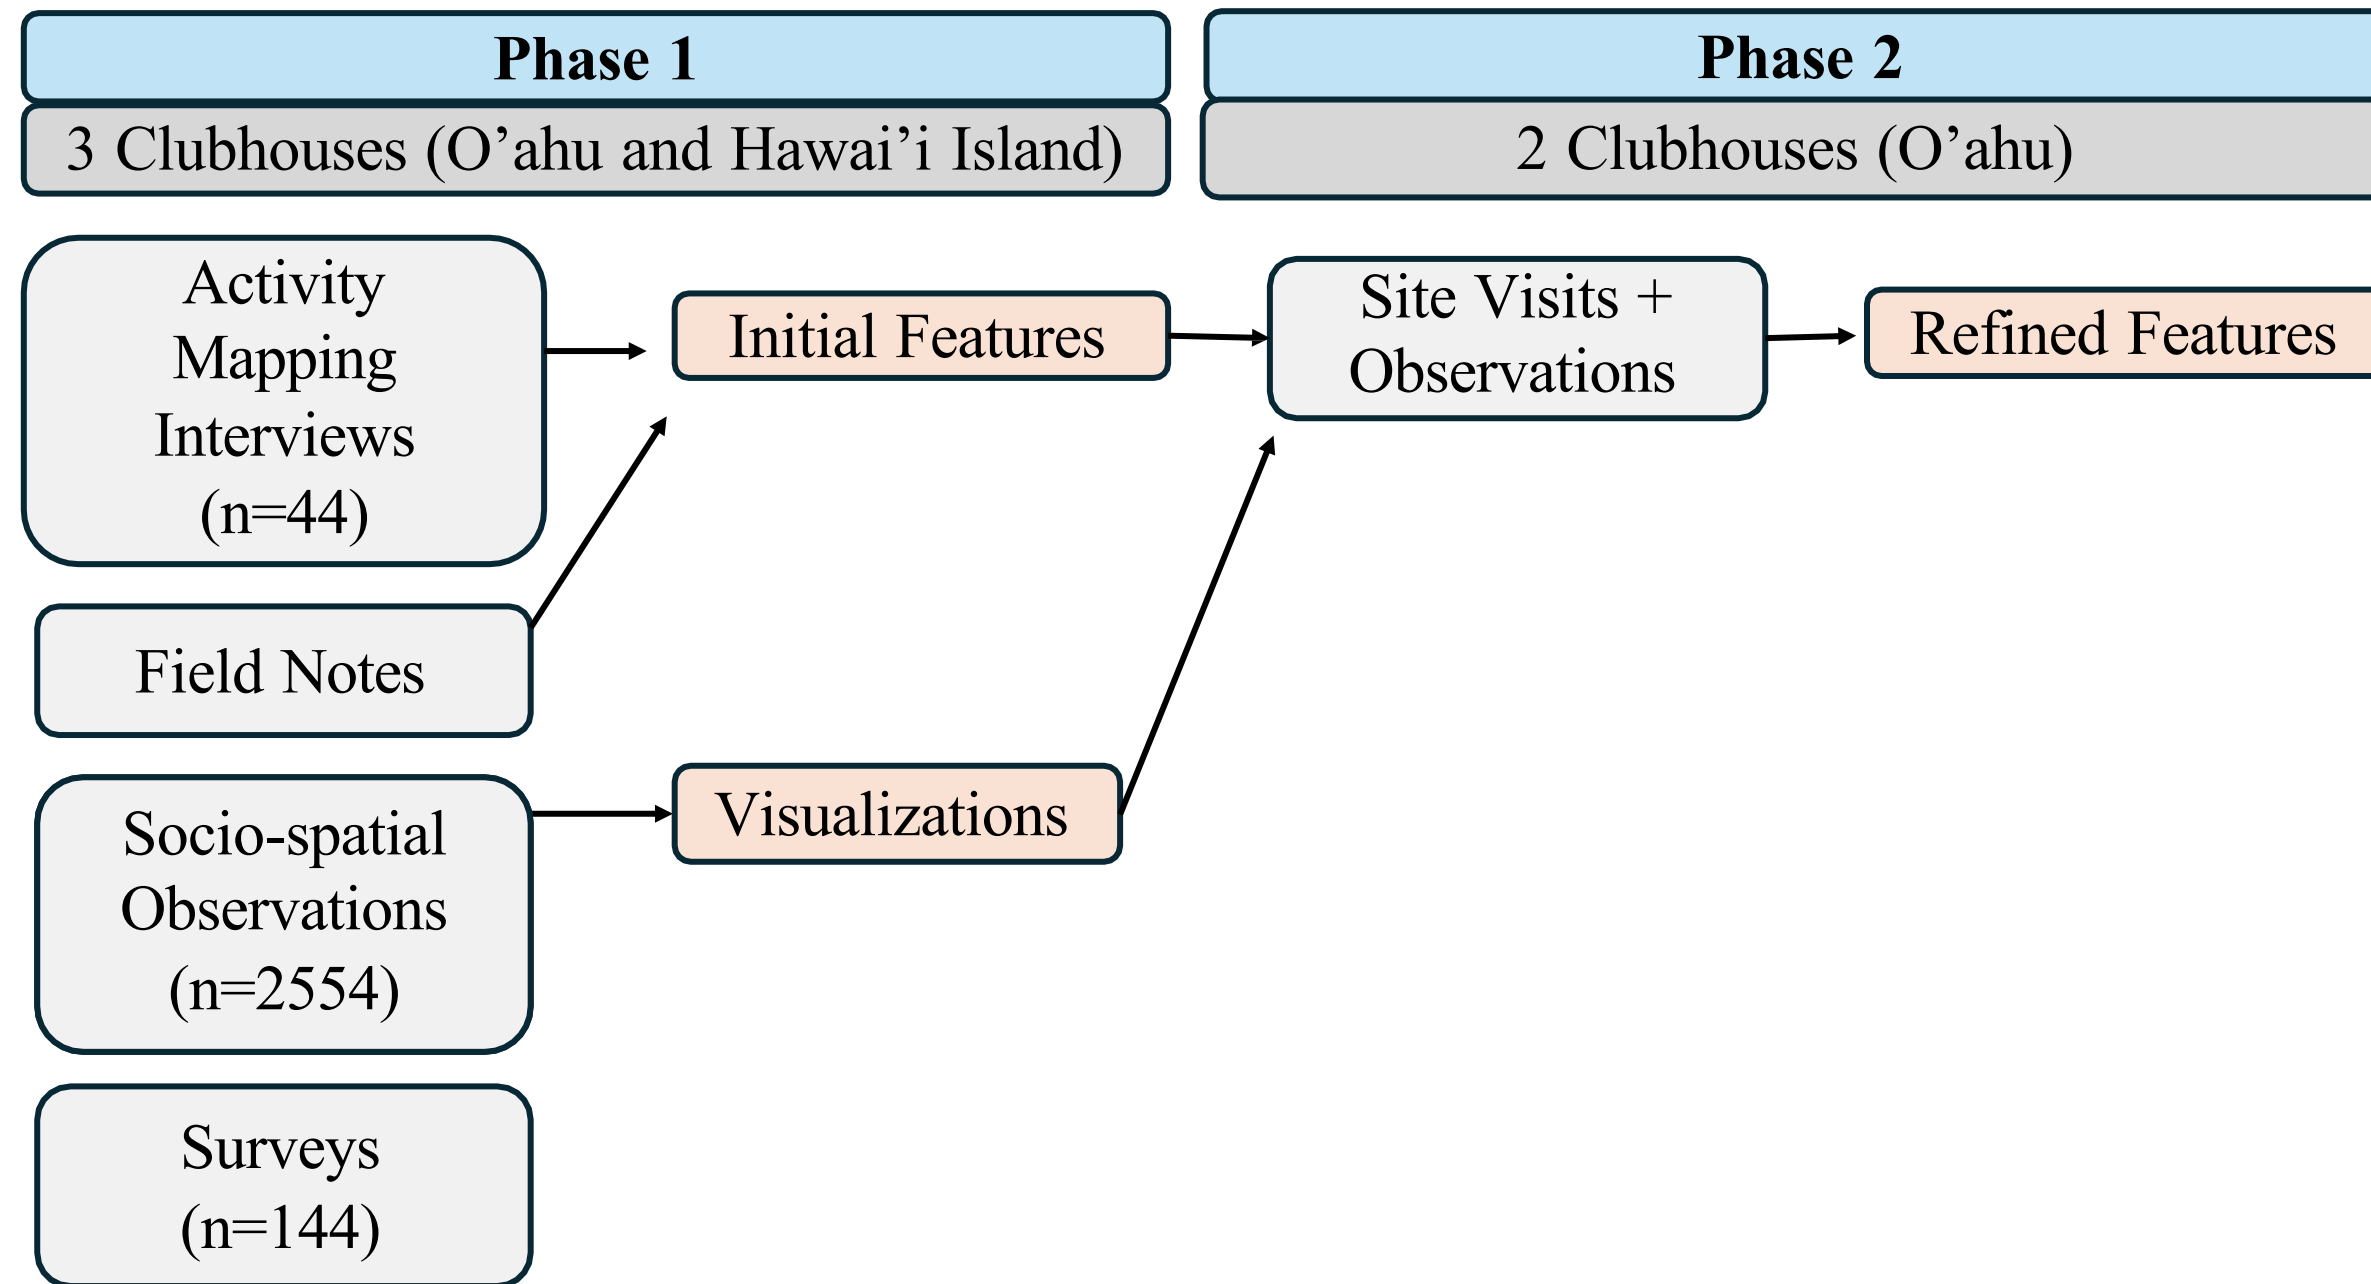 Phase 1
3 Clubhouses (O’ahu and Hawai’i Island)
Phase 2
2 Clubhouses (O’ahu)
Activity
Mapping
Interviews
(n=44)
Initial Features
Site Visits +
Observations
Refined Features
Field Notes
Socio-spatial
Observations
(n=2554)
Visualizations
Surveys
(n=144)